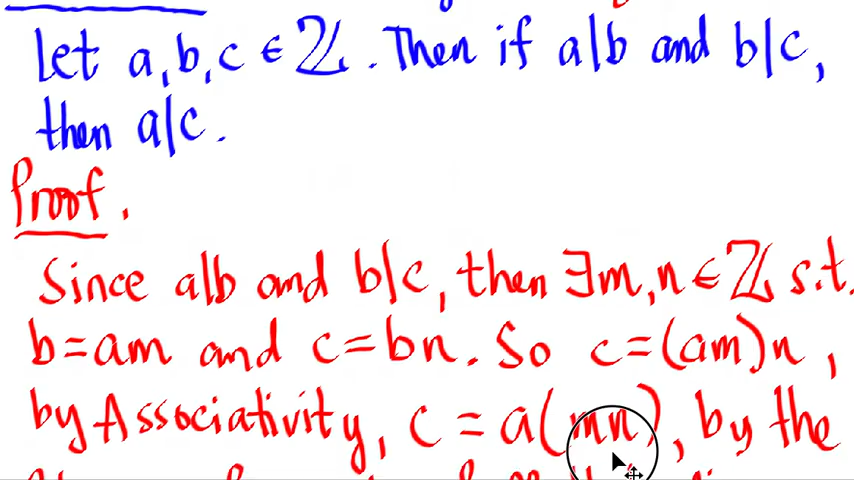 Let a, b, c ∈ ℤ. Then if a|b and b|c,
then a|c.
Proof.
Since a|b and b|c, then ∃m, n ∈ ℤ s.t.
b = am and c = bn. So c = (am)n,
by Associativity, c = a(mn), by the